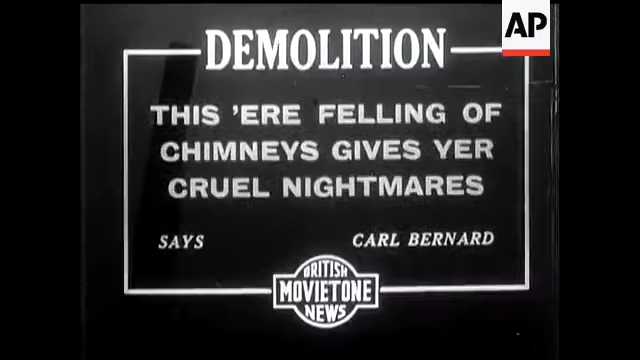 AP
DEMOLITION
THIS 'ERE FELLING OF
CHIMNEYS GIVES YER
CRUEL NIGHTMARES
SAYS CARL BERNARD
BRITISH
MOVIETONE
NEWS